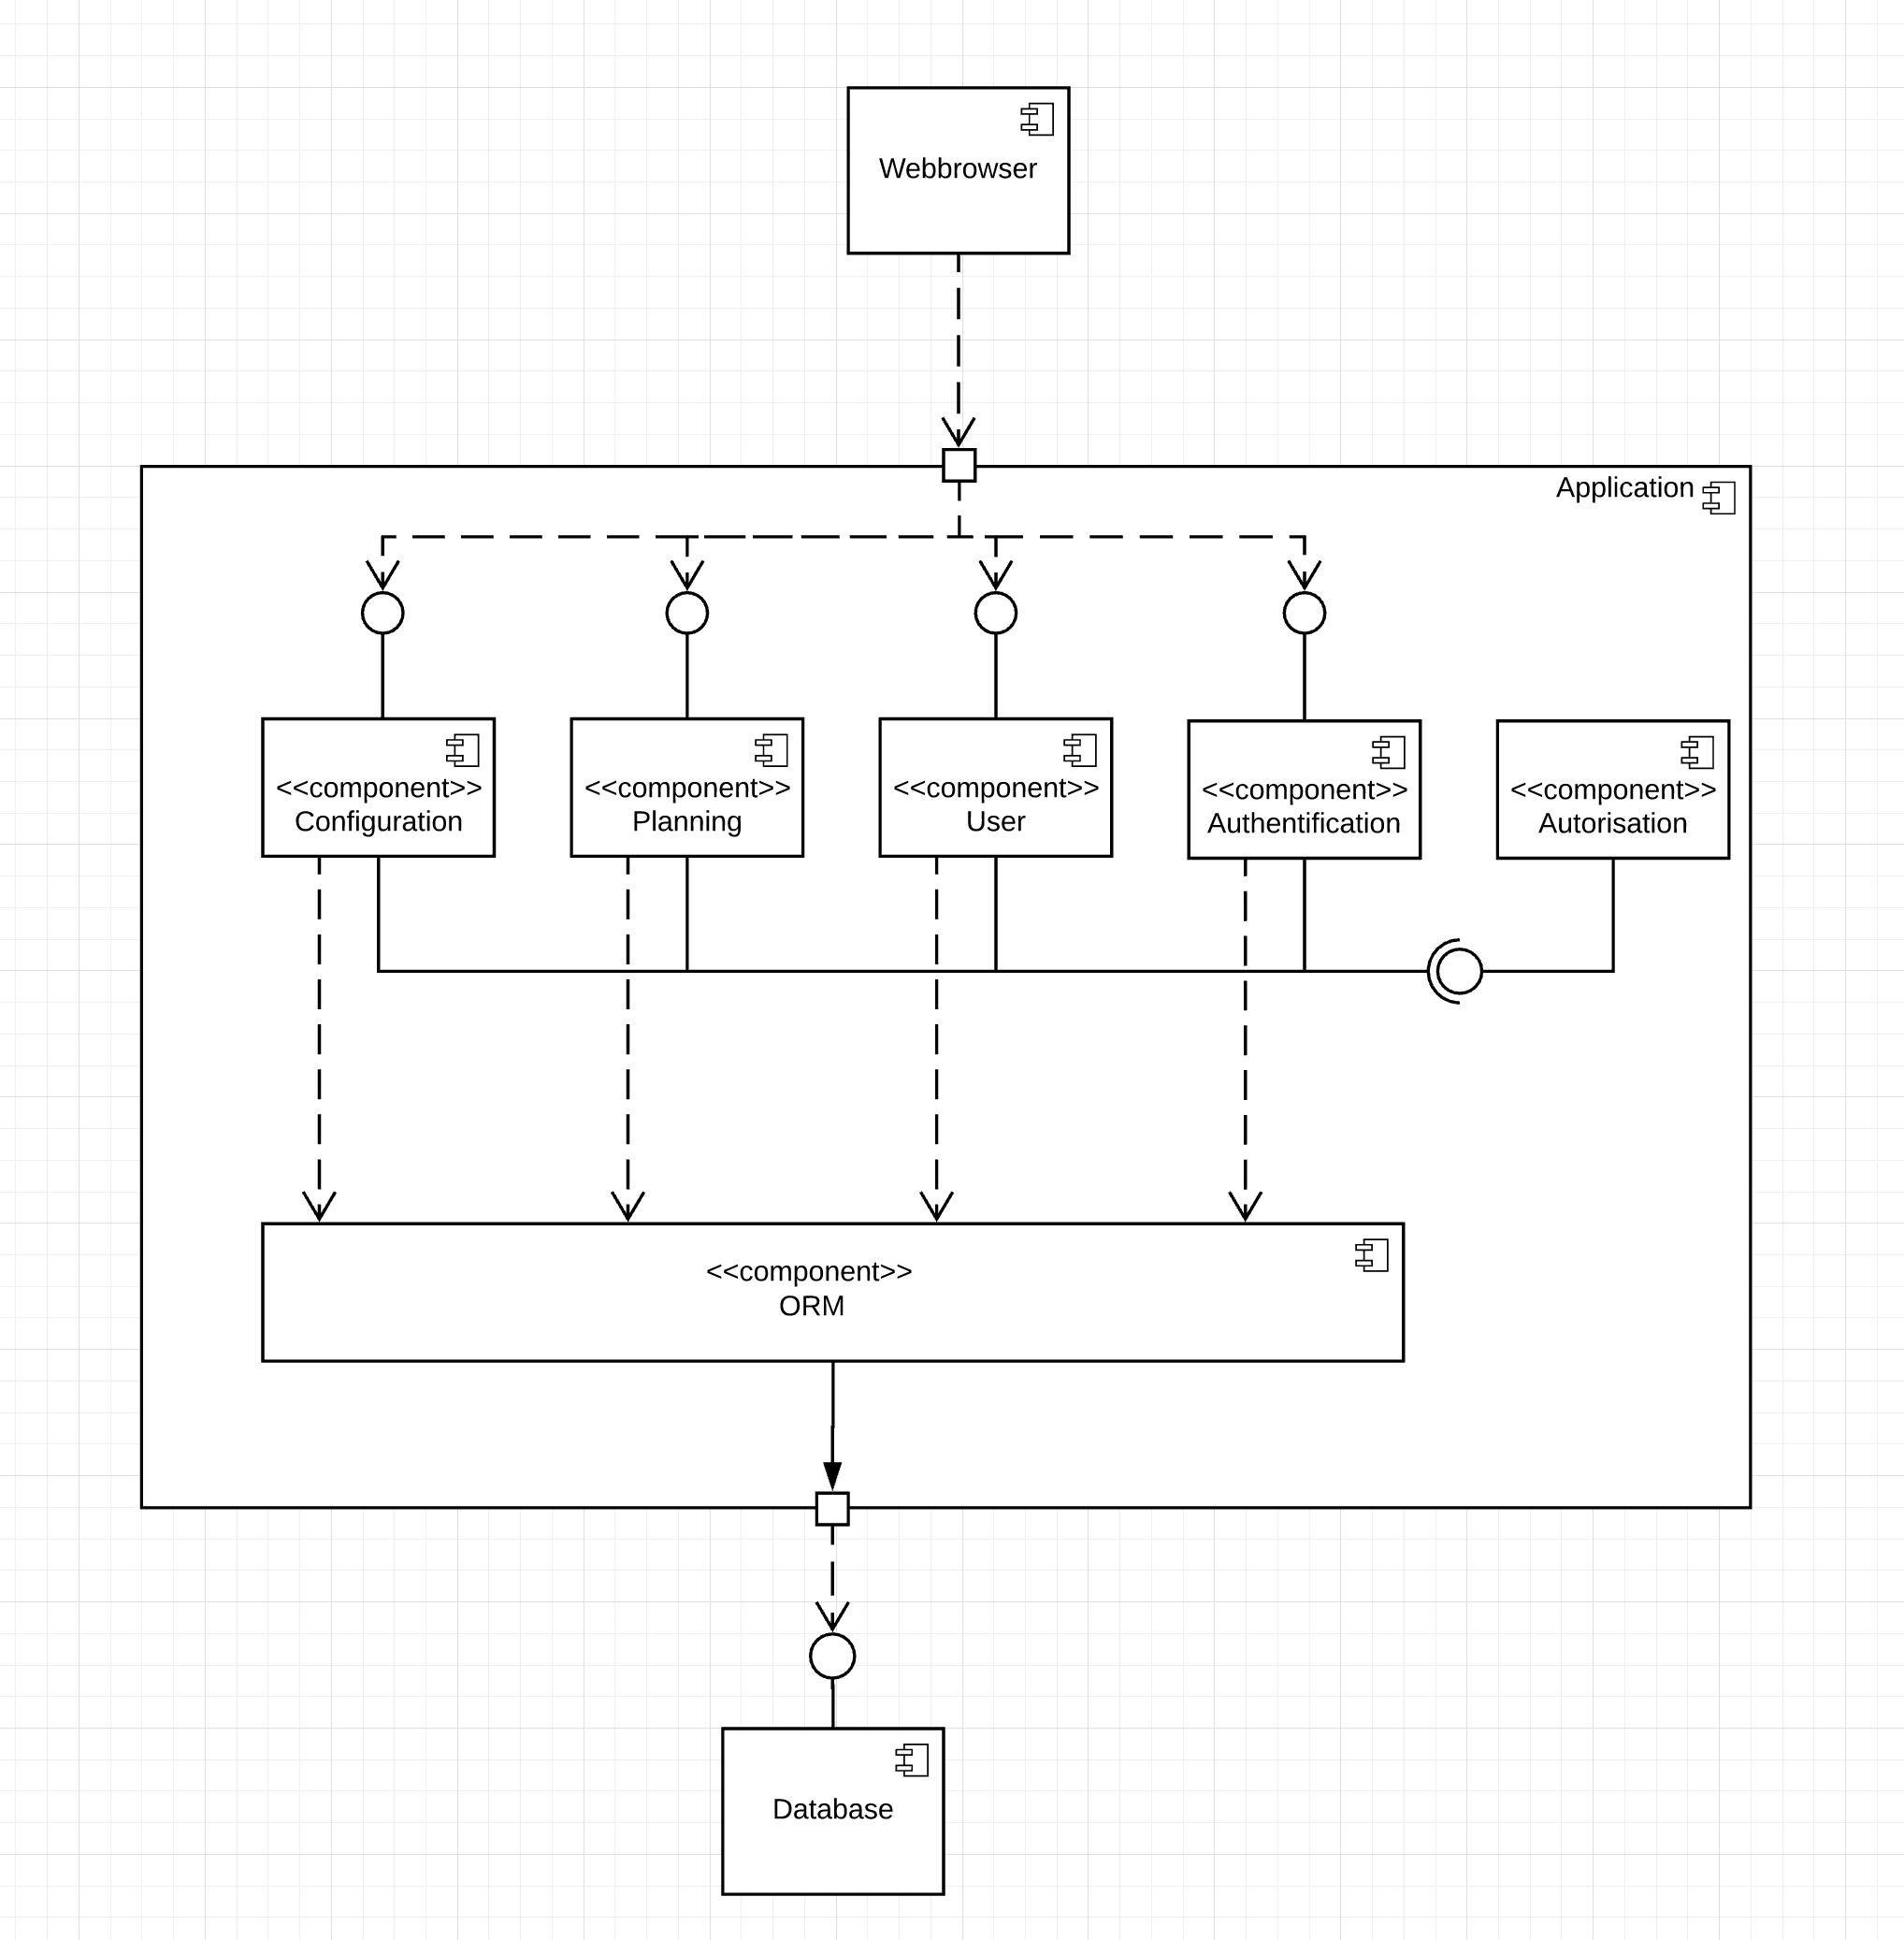 Webbrowser
Application
<<component>>
Configuration
<<component>>
Planning
<<component>>
User
<<component>>
Authentification
<<component>>
Autorisation
<<component>>
ORM
Database